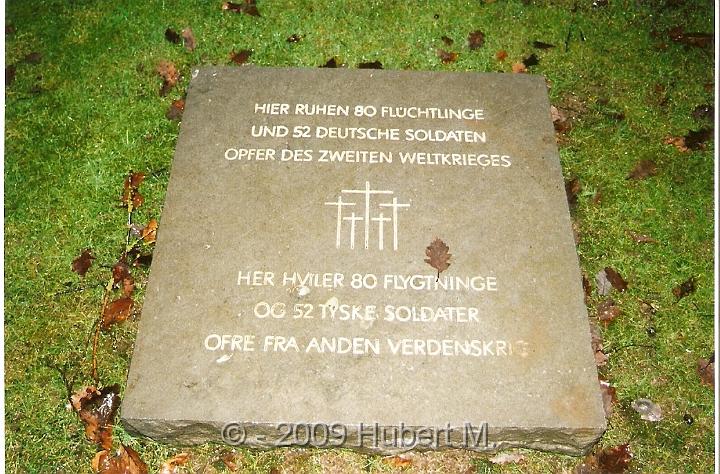 HIER RUHEN 80 FLÜCHTLINGE
UND 52 DEUTSCHE SOLDATEN
OPFER DES ZWEITEN WELTKRIEGES
HER HVILER 80 FLYGTNINGE
OG 52 TYSKE SOLDATER
OFRE FRA ANDEN VERDENSKRIG
© - 2009 Hubert M.